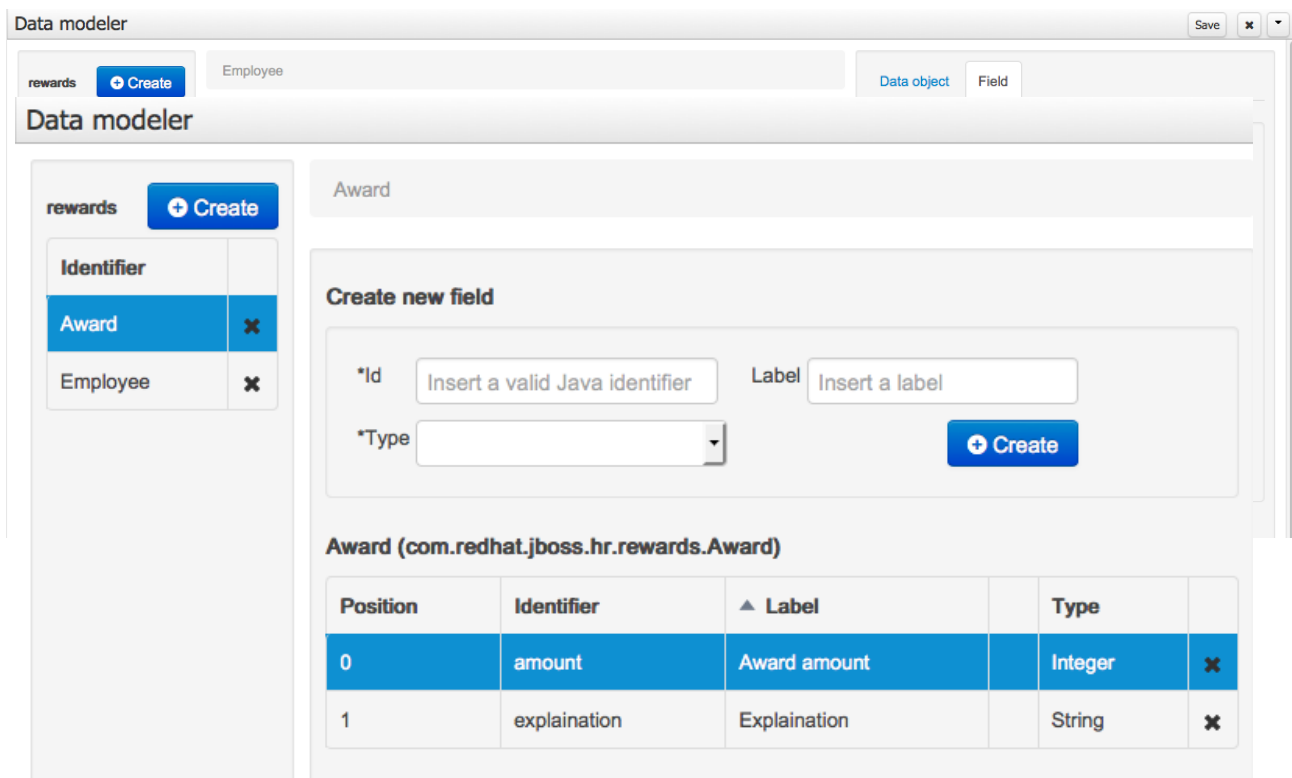 Data modeler Save
rewards Create Employee Data object Field
Data modeler
rewards Create Award
Identifier
Award
Employee
Create new field
*Id Insert a valid Java identifier Label Insert a label
*Type Create
Award (com.redhat.jboss.hr.rewards.Award)
Position Identifier Label Type
0 amount Award amount Integer
1 explaination Explaination String